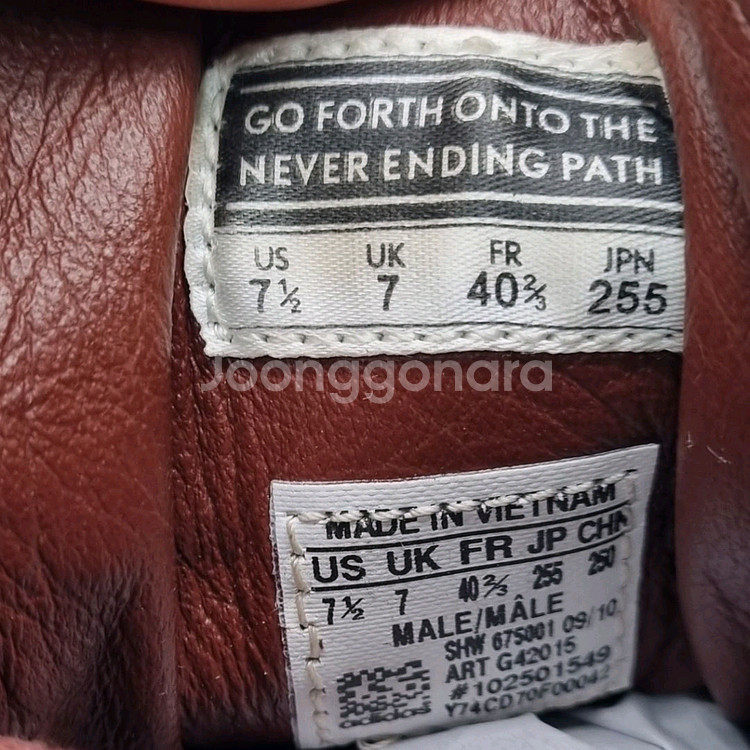 GO FORTH ONTO THE
NEVER ENDING PATH
US UK FR JPN
7½ 7 40⅔ 255
Joonggonara
MADE IN VIETNAM
US UK FR JP CHN
7½ 7 40⅔ 255 250
MALE/MÂLE
SHW 675001 09/10
ART G42015
#102501549
adidas Y74CD70F00042